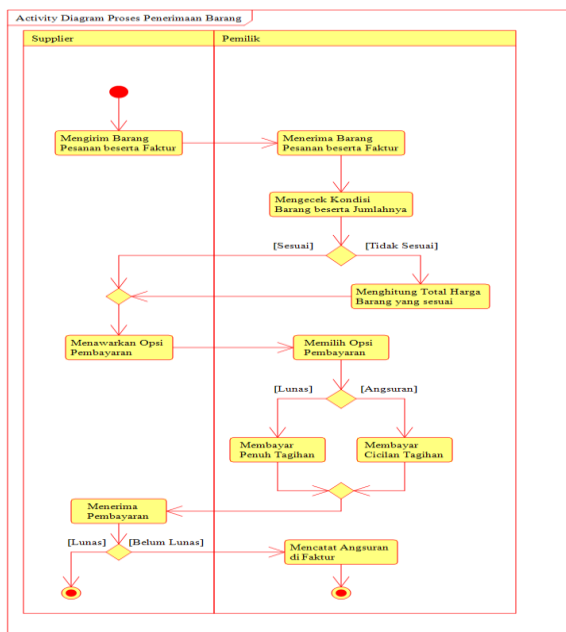 Activity Diagram Proses Penerimaan Barang
Supplier
Pemilik
Mengirim Barang
Pesanan beserta Faktur
Menerima Barang
Pesanan beserta Faktur
Mengecek Kondisi
Barang beserta Jumlahnya
[Sesuai]
[Tidak Sesuai]
Menghitung Total Harga
Barang yang sesuai
Menawarkan Opsi
Pembayaran
Memilih Opsi
Pembayaran
[Lunas]
[Angsuran]
Membayar
Penuh Tagihan
Membayar
Cicilan Tagihan
Menerima
Pembayaran
[Lunas]
[Belum Lunas]
Mencatat Angsuran
di Faktur